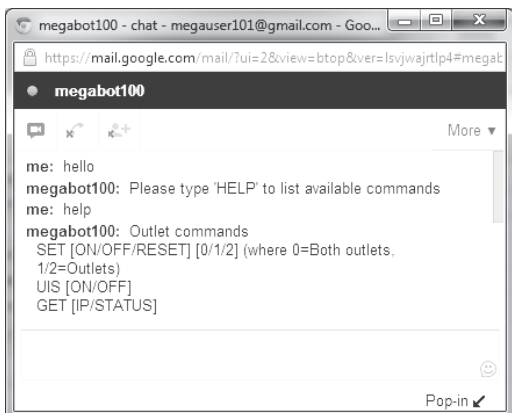 megabot100 - chat - megauser101@gmail.com - Goo...
https://mail.google.com/mail/?ui=2&view=btop&ver=lsvjwajrtlp4#megab
megabot100
More ▼
me: hello
megabot100: Please type 'HELP' to list available commands
me: help
megabot100: Outlet commands
SET [ON/OFF/RESET] [0/1/2] (where 0=Both outlets,
1/2=Outlets)
UIS [ON/OFF]
GET [IP/STATUS]
Pop-in